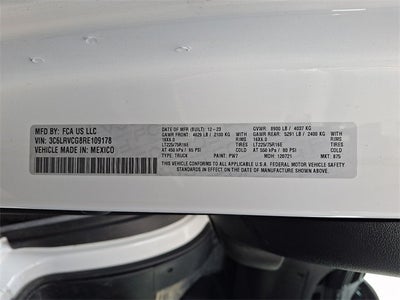 MFD BY: FCA US LLC
VIN: 3C6LRVCG8RE109178
VEHICLE MADE IN: MEXICO
DATE OF MFR (BUILT): 12-23
GAWR FRONT: 4629 LB / 2100 KG
16X6.0 RIMS
LT225/75R16E TIRES
AT 450 kPa / 65 PSI
TYPE: TRUCK
PAINT: PW7
GVWR: 8900 LB / 4037 KG
GAWR REAR: 5291 LB / 2400 KG
16X6.0 RIMS
LT225/75R16E TIRES
AT 550 kPa / 80 PSI
MDH: 120721
MKT: 875
THIS VEHICLE CONFORMS TO ALL APPLICABLE U.S.A. FEDERAL MOTOR VEHICLE SAFETY
STANDARDS IN EFFECT ON THE DATE OF MANUFACTURE SHOWN ABOVE.